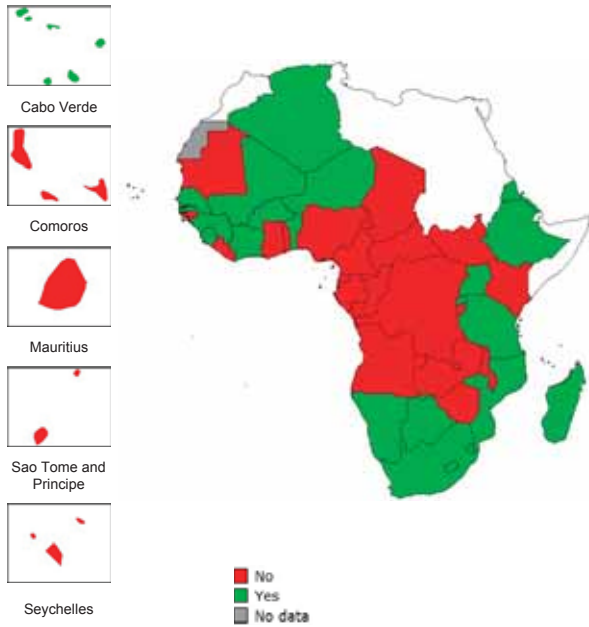 Cabo Verde
Comoros
Mauritius
Sao Tome and
Principe
Seychelles
No
Yes
No data